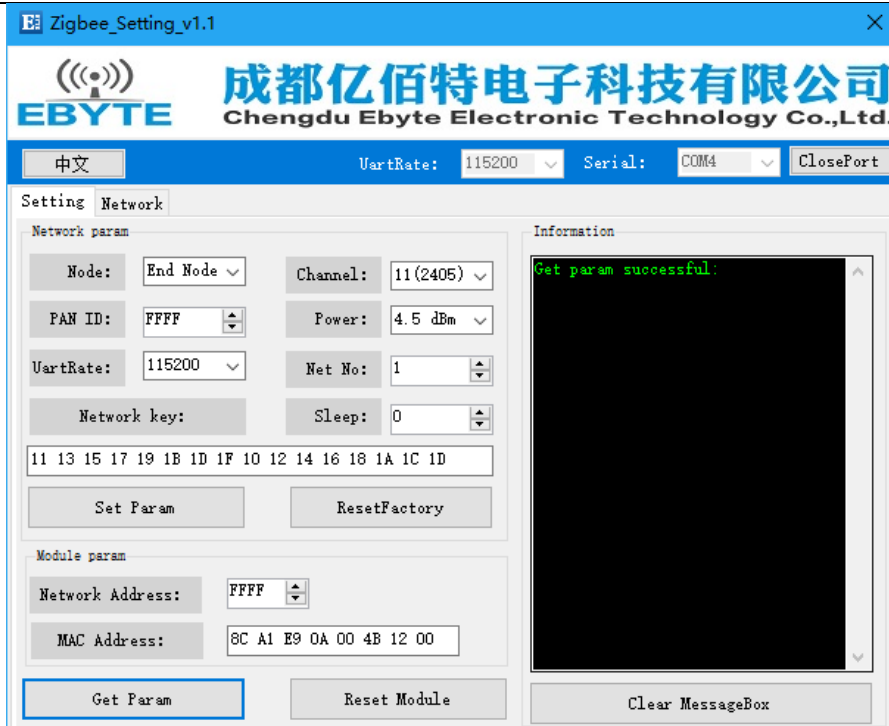 Zigbee_Setting_v1.1
EBYTE
成都亿佰特电子科技有限公司
Chengdu Ebyte Electronic Technology Co.,Ltd.
中文
UartRate: 115200
Serial: COM4
ClosePort
Setting Network
Network param
Node: End Node
Channel: 11(2405)
PAN ID: FFFF
Power: 4.5 dBm
UartRate: 115200
Net No: 1
Network key:
Sleep: 0
11 13 15 17 19 1B 1D 1F 10 12 14 16 18 1A 1C 1D
Set Param
ResetFactory
Module param
Network Address: FFFF
MAC Address: 8C A1 E9 0A 00 4B 12 00
Get Param
Reset Module
Information
Get param successful:
Clear MessageBox